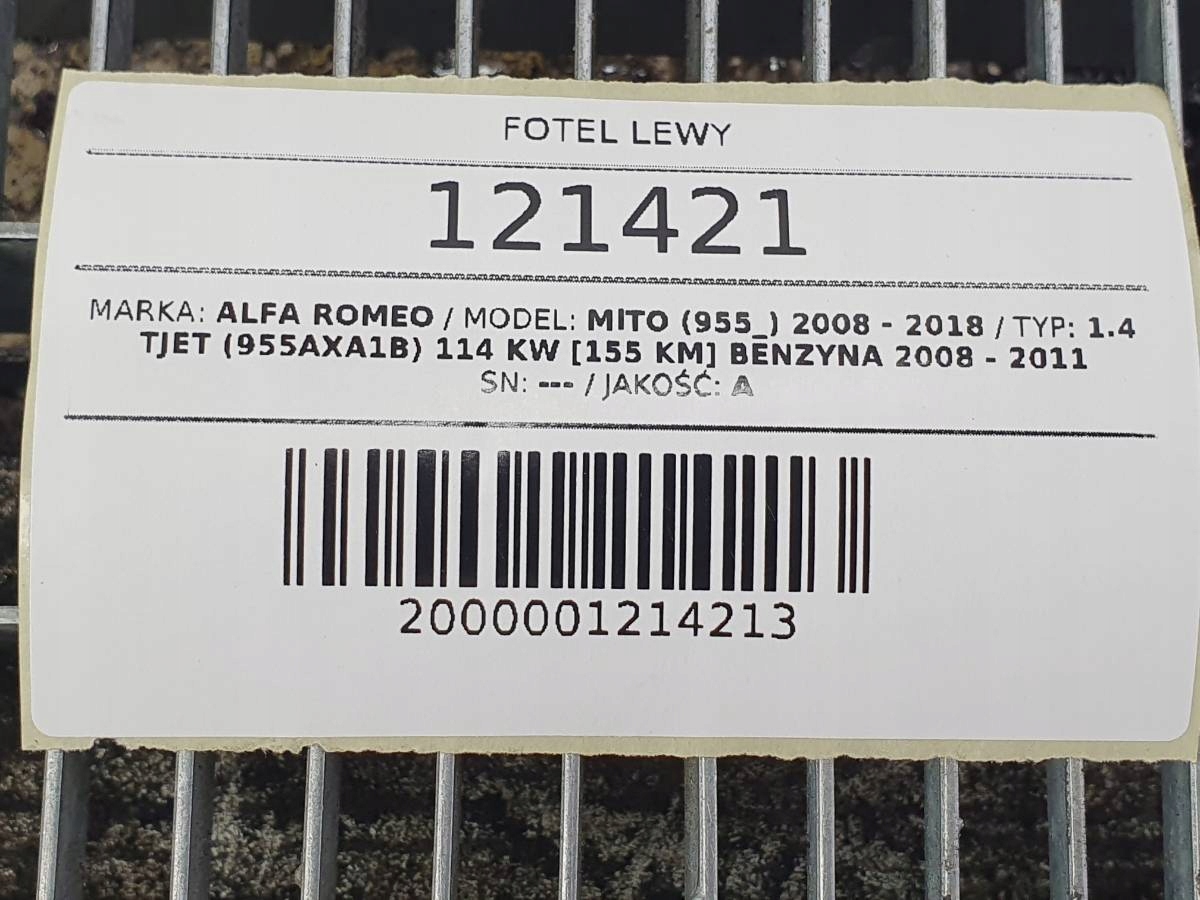 FOTEL LEWY
121421
MARKA: ALFA ROMEO / MODEL: MITO (955_) 2008 - 2018 / TYP: 1.4
TJET (955AXA1B) 114 KW [155 KM] BENZYNA 2008 - 2011
SN: --- / JAKOŚĆ: A
2000001214213